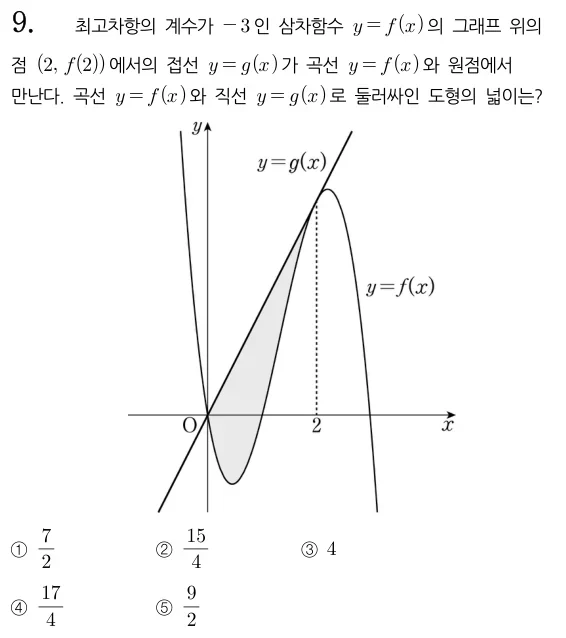 9. 최고차항의 계수가 -3인 삼차함수 y=f(x)의 그래프 위의
점 (2, f(2))에서의 접선 y=g(x)가 곡선 y=f(x)와 원점에서
만난다. 곡선 y=f(x)와 직선 y=g(x)로 둘러싸인 도형의 넓이는?
y
y=g(x)
y=f(x)
O 2 x
① 7/2 ② 15/4 ③ 4
④ 17/4 ⑤ 9/2